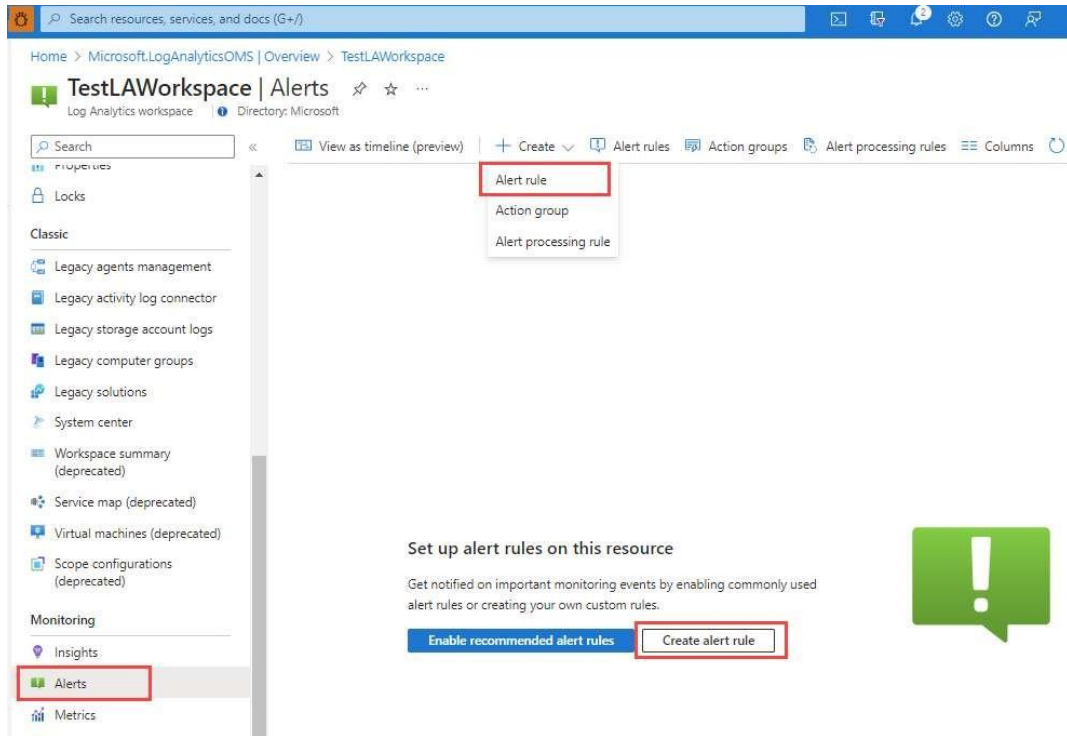 Search resources, services, and docs (G+/)
2
Home > Microsoft.LogAnalyticsOMS | Overview > TestLAWorkspace
TestLAWorkspace | Alerts ...
Log Analytics workspace Directory: Microsoft
Search «
View as timeline (preview) + Create Alert rules Action groups Alert processing rules Columns
Properties
Alert rule
Locks
Action group
Classic
Alert processing rule
Legacy agents management
Legacy activity log connector
Legacy storage account logs
Legacy computer groups
Legacy solutions
System center
Workspace summary
(deprecated)
Service map (deprecated)
Virtual machines (deprecated)
Scope configurations
(deprecated)
Set up alert rules on this resource
Get notified on important monitoring events by enabling commonly used
alert rules or creating your own custom rules.
Enable recommended alert rules Create alert rule
Monitoring
Insights
Alerts
Metrics